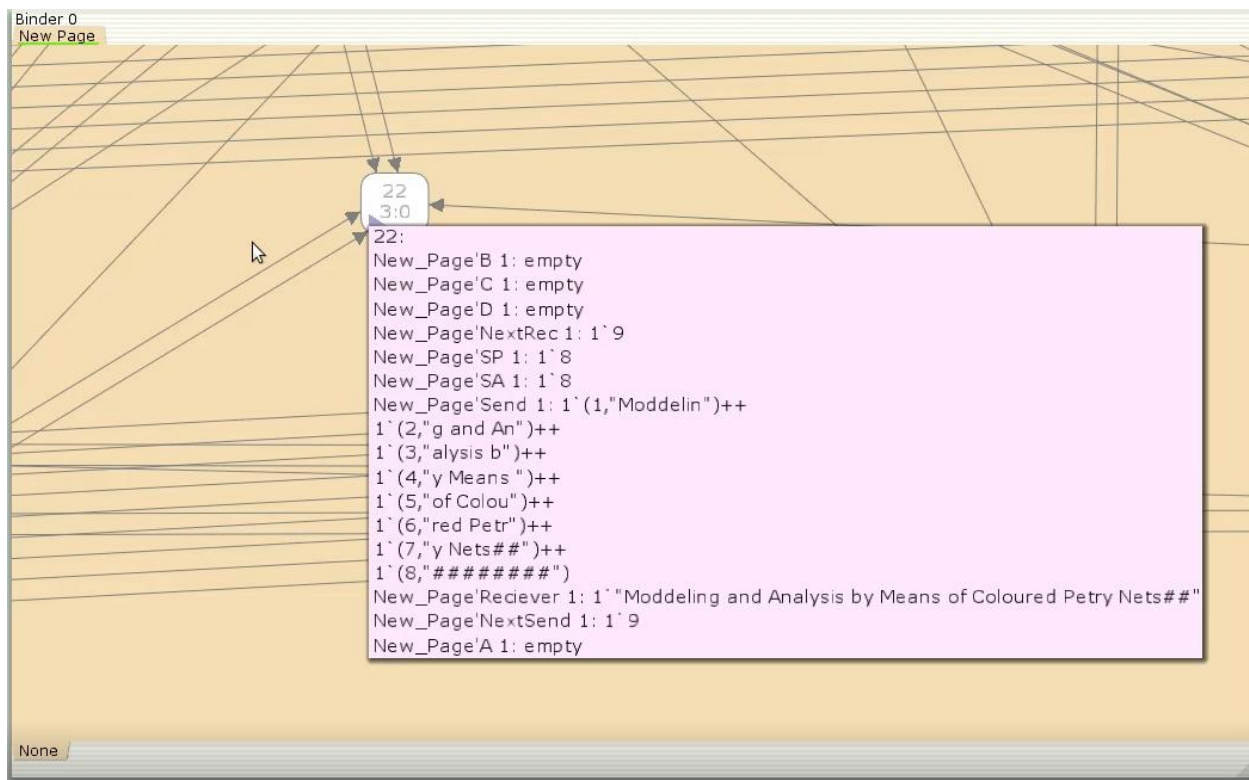 Binder 0
New Page
22
3:0
22:
New_Page'B 1: empty
New_Page'C 1: empty
New_Page'D 1: empty
New_Page'NextRec 1: 1`9
New_Page'SP 1: 1`8
New_Page'SA 1: 1`8
New_Page'Send 1: 1`(1,"Moddelin")++
1`(2,"g and An")++
1`(3,"alysis b")++
1`(4,"y Means ")++
1`(5,"of Colou")++
1`(6,"red Petr")++
1`(7,"y Nets##")++
1`(8,"########")
New_Page'Reciever 1: 1`"Moddeling and Analysis by Means of Coloured Petry Nets##"
New_Page'NextSend 1: 1`9
New_Page'A 1: empty
None